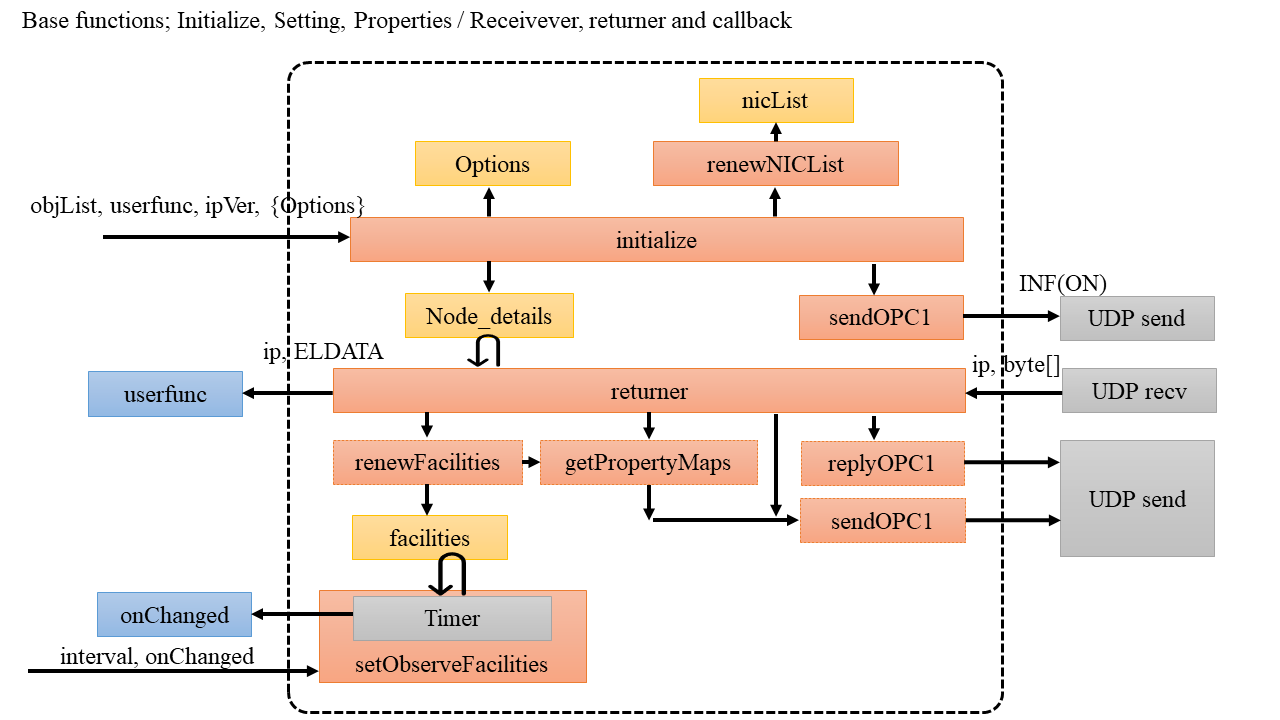 Base functions; Initialize, Setting, Properties / Receivever, returner and callback
nicList
Options
renewNICList
objList, userfunc, ipVer, {Options}
initialize
INF(ON)
Node_details
sendOPC1
UDP send
ip, ELDATA
ip, byte[]
userfunc
returner
UDP recv
renewFacilities
getPropertyMaps
replyOPC1
UDP send
sendOPC1
facilities
onChanged
Timer
interval, onChanged
setObserveFacilities